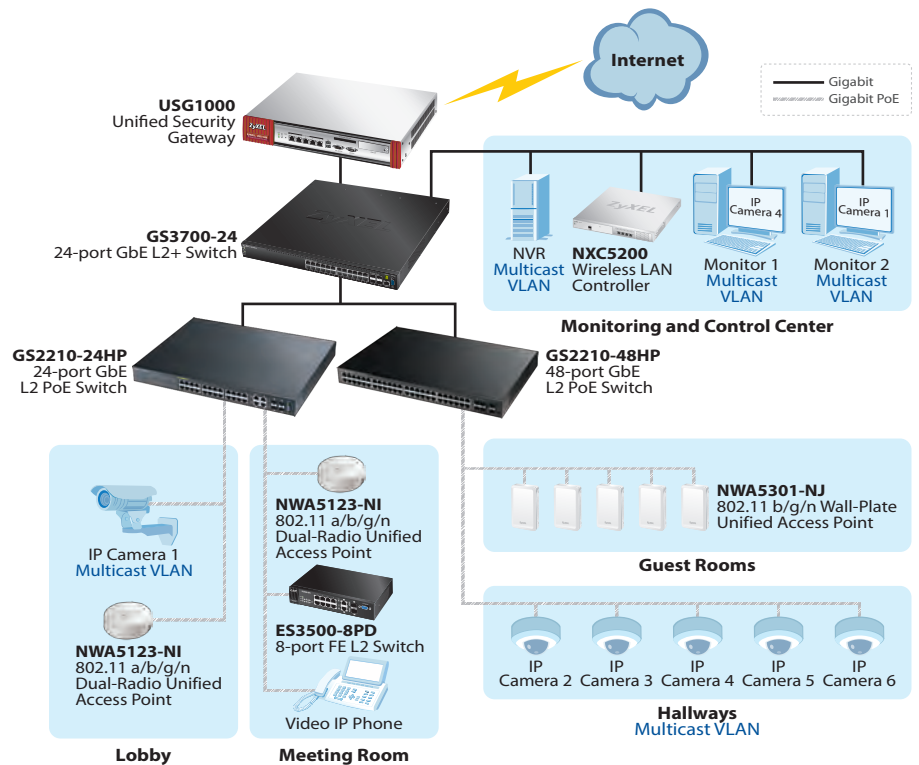 Internet
Gigabit
Gigabit PoE
USG1000
Unified Security
Gateway
ZyXEL
GS3700-24
24-port GbE L2+ Switch
ZyXEL
ZyXEL
IP
Camera 4
IP
Camera 1
NVR
Multicast
VLAN
NXC5200
Wireless LAN
Controller
Monitor 1
Multicast
VLAN
Monitor 2
Multicast
VLAN
Monitoring and Control Center
GS2210-24HP
24-port GbE
L2 PoE Switch
GS2210-48HP
48-port GbE
L2 PoE Switch
IP Camera 1
Multicast VLAN
NWA5123-NI
802.11 a/b/g/n
Dual-Radio Unified
Access Point
Lobby
NWA5123-NI
802.11 a/b/g/n
Dual-Radio Unified
Access Point
ES3500-8PD
8-port FE L2 Switch
Video IP Phone
Meeting Room
NWA5301-NJ
802.11 b/g/n Wall-Plate
Unified Access Point
Guest Rooms
IP
Camera 2
IP
Camera 3
IP
Camera 4
IP
Camera 5
IP
Camera 6
Hallways
Multicast VLAN